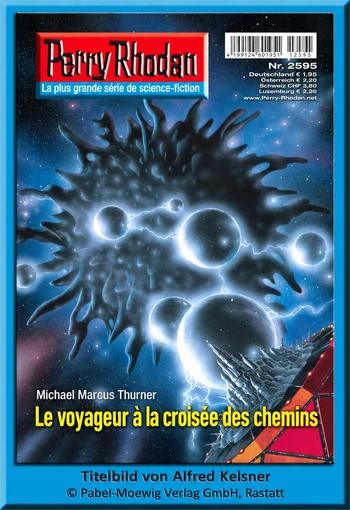 Perry Rhodan
La plus grande série de science-fiction
4199124601951 12595
Nr. 2595
Deutschland € 1,95
Österreich € 2,20
Schweiz CHF 3,80
Luxemburg € 2,20
www.Perry-Rhodan.net
Michael Marcus Thurner
Le voyageur à la croisée des chemins
Titelbild von Alfred Kelsner
© Pabel-Moewig Verlag GmbH, Rastatt